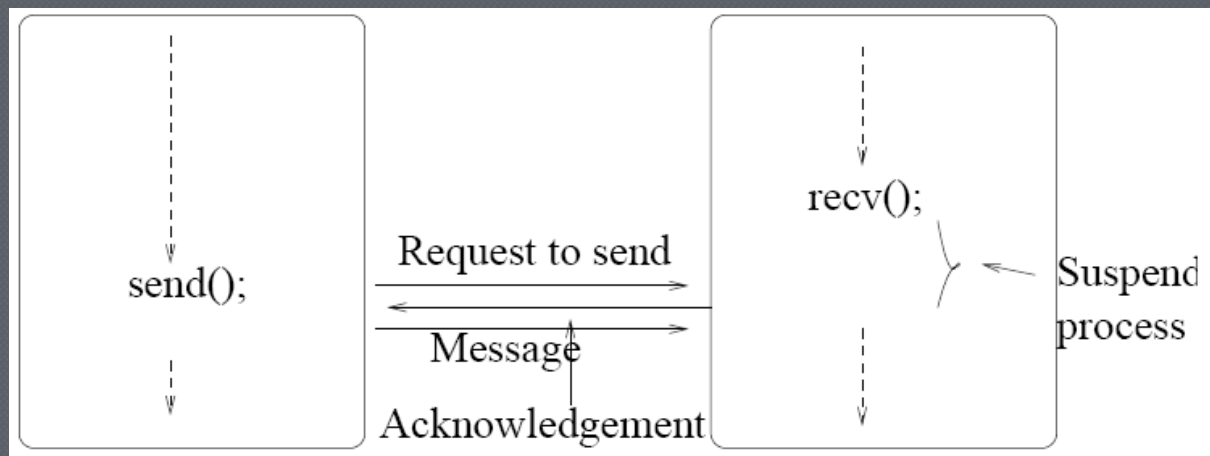 recv();
Request to send
send();
Suspend
process
Message
Acknowledgement